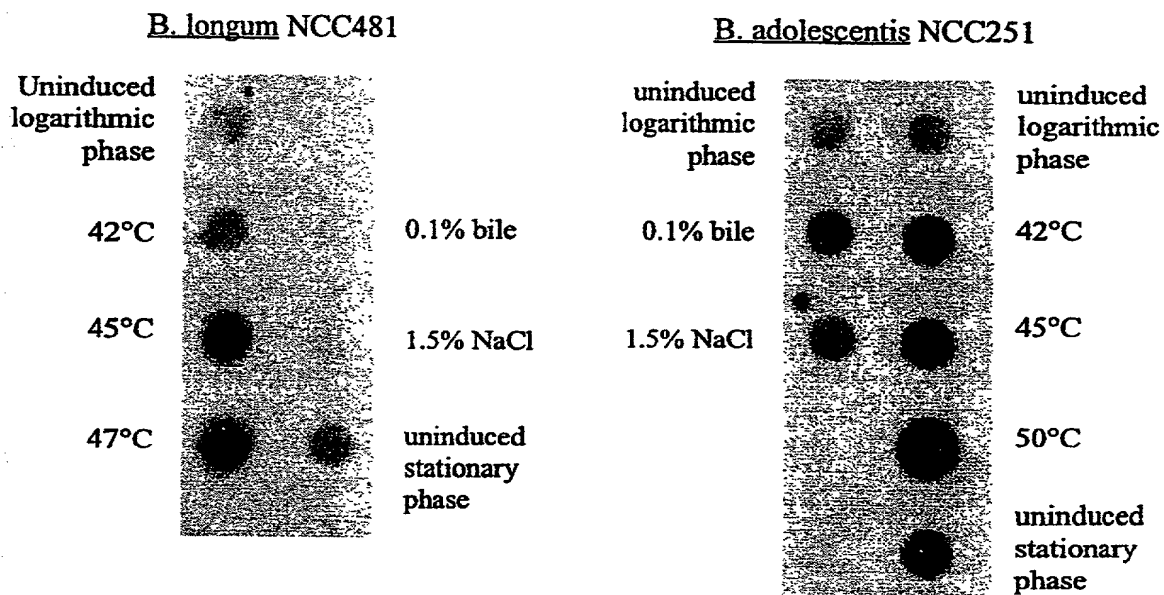 B. longum NCC481
Uninduced
logarithmic
phase
42°C
0.1% bile
45°C
1.5% NaCl
47°C
uninduced
stationary
phase
B. adolescentis NCC251
uninduced
logarithmic
phase
uninduced
logarithmic
phase
0.1% bile
42°C
1.5% NaCl
45°C
50°C
uninduced
stationary
phase